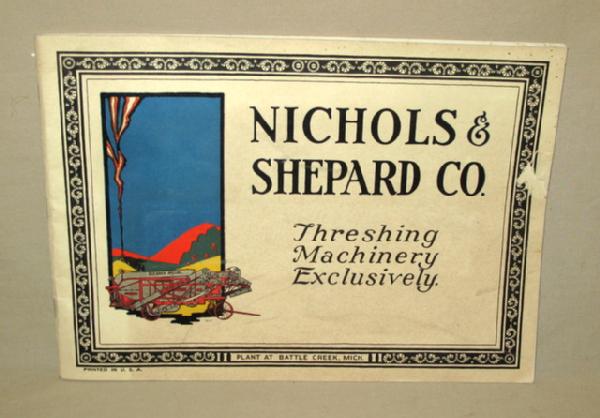 NICHOLS &
SHEPARD CO.
Threshing
Machinery
Exclusively.
PLANT AT BATTLE CREEK, MICH.
PRINTED IN U. S. A.